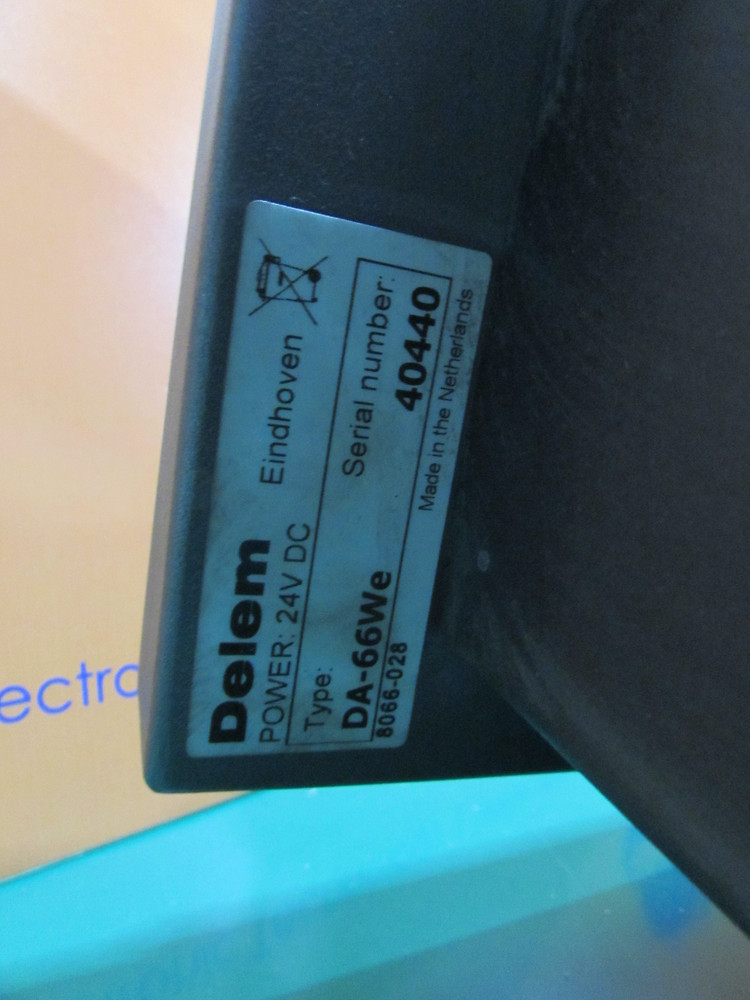 Delem Eindhoven
POWER: 24V DC
Type: Serial number:
DA-66We 40440
8066-028 Made in the Netherlands
ectro